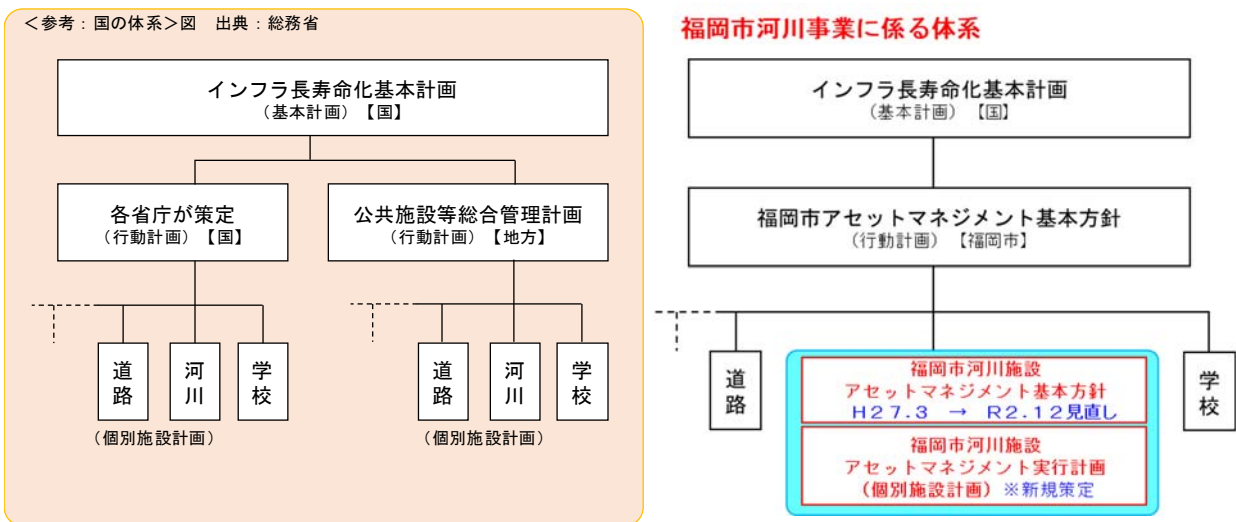 ＜参考：国の体系＞図　出典：総務省
インフラ長寿命化基本計画
（基本計画）【国】
各省庁が策定
（行動計画）【国】
公共施設等総合管理計画
（行動計画）【地方】
道路
河川
学校
（個別施設計画）
道路
河川
学校
（個別施設計画）
福岡市河川事業に係る体系
インフラ長寿命化基本計画
（基本計画）【国】
福岡市アセットマネジメント基本方針
（行動計画）【福岡市】
道路
福岡市河川施設
アセットマネジメント基本方針
Ｈ２７.３　→　Ｒ２.１２見直し
福岡市河川施設
アセットマネジメント実行計画
（個別施設計画）※新規策定
学校